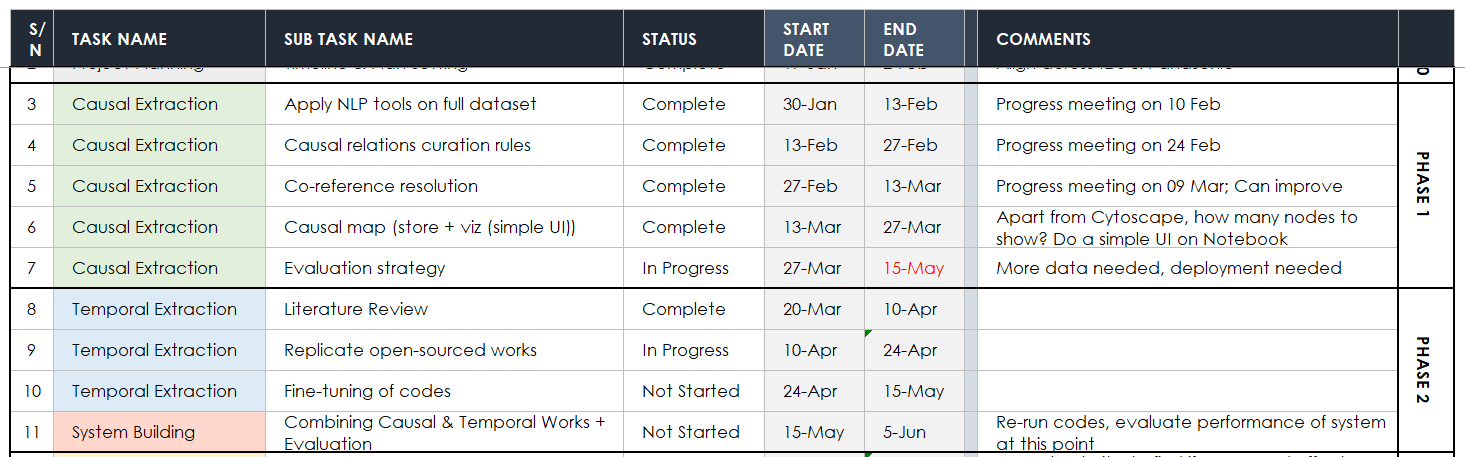 S/ TASK NAME SUB TASK NAME STATUS START END COMMENTS
N DATE DATE
3 Causal Extraction Apply NLP tools on full dataset Complete 30-Jan 13-Feb Progress meeting on 10 Feb
4 Causal Extraction Causal relations curation rules Complete 13-Feb 27-Feb Progress meeting on 24 Feb
5 Causal Extraction Co-reference resolution Complete 27-Feb 13-Mar Progress meeting on 09 Mar; Can improve
6 Causal Extraction Causal map (store + viz (simple UI)) Complete 13-Mar 27-Mar Apart from Cytoscape, how many nodes to
show? Do a simple UI on Notebook
7 Causal Extraction Evaluation strategy In Progress 27-Mar 15-May More data needed, deployment needed
PHASE 1
8 Temporal Extraction Literature Review Complete 20-Mar 10-Apr
9 Temporal Extraction Replicate open-sourced works In Progress 10-Apr 24-Apr
10 Temporal Extraction Fine-tuning of codes Not Started 24-Apr 15-May
11 System Building Combining Causal & Temporal Works + Not Started 15-May 5-Jun Re-run codes, evaluate performance of system
Evaluation at this point
PHASE 2